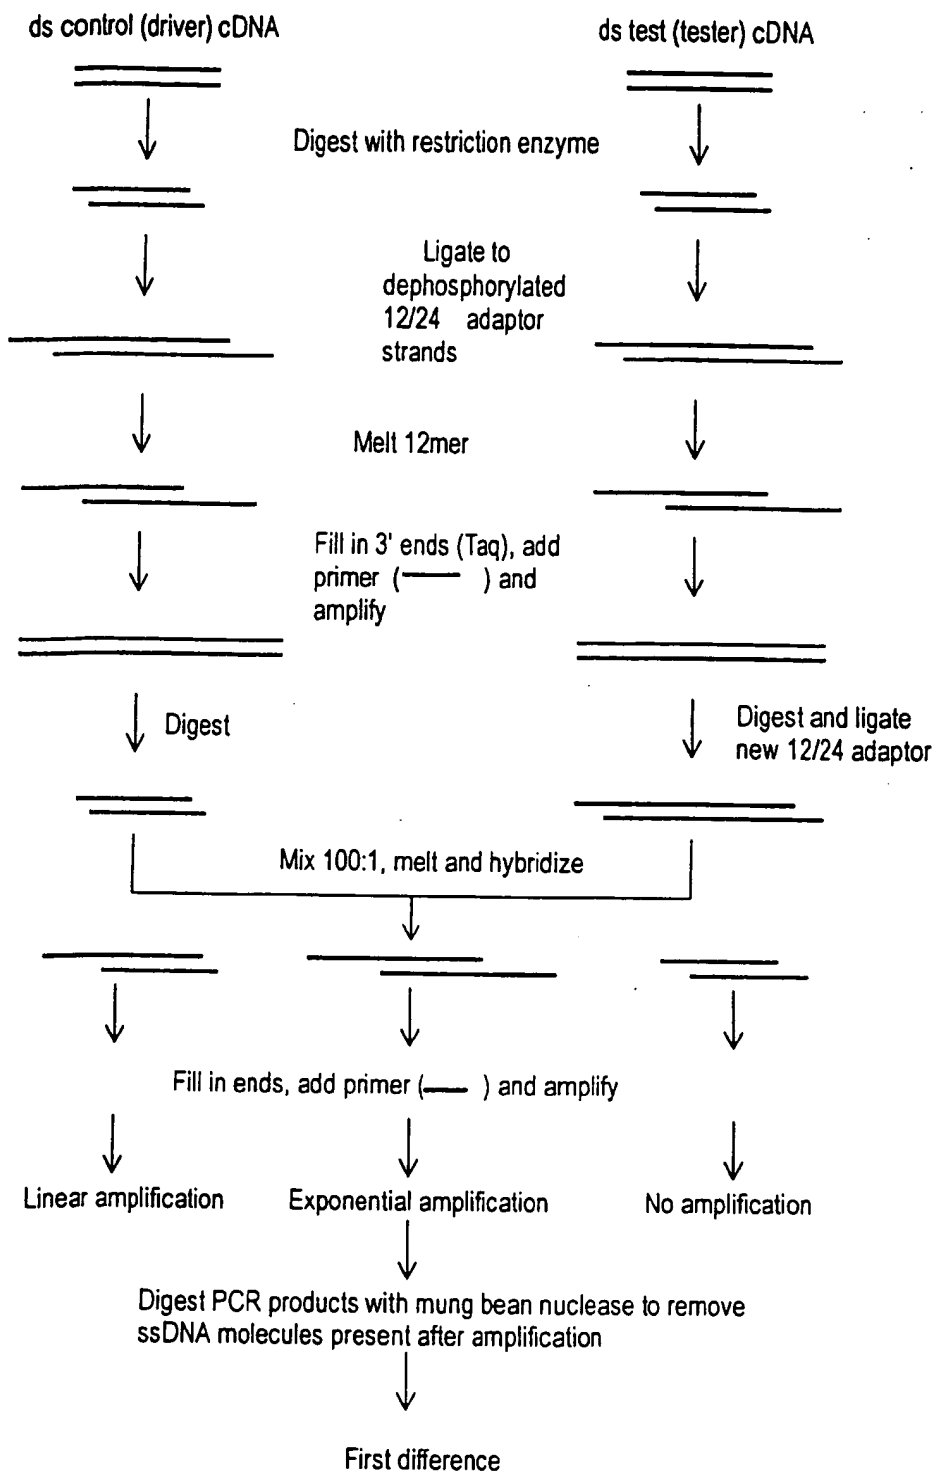 ds control (driver) cDNA
ds test (tester) cDNA
Digest with restriction enzyme
Ligate to
dephosphorylated
12/24 adaptor
strands
Melt 12mer
Fill in 3' ends (Taq), add
primer ( ) and
amplify
Digest
Digest and ligate
new 12/24 adaptor
Mix 100:1, melt and hybridize
Fill in ends, add primer ( ) and amplify
Linear amplification
Exponential amplification
No amplification
Digest PCR products with mung bean nuclease to remove
ssDNA molecules present after amplification
First difference